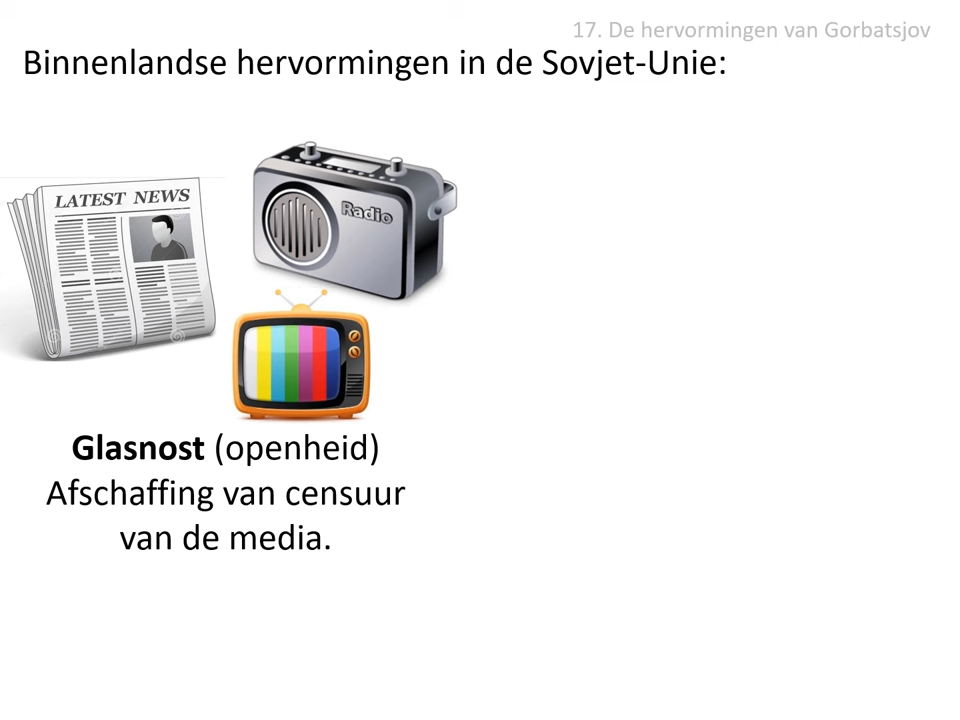 17. De hervormingen van Gorbatsjov
Binnenlandse hervormingen in de Sovjet-Unie:
LATEST NEWS
Radio
Glasnost (openheid)
Afschaffing van censuur
van de media.